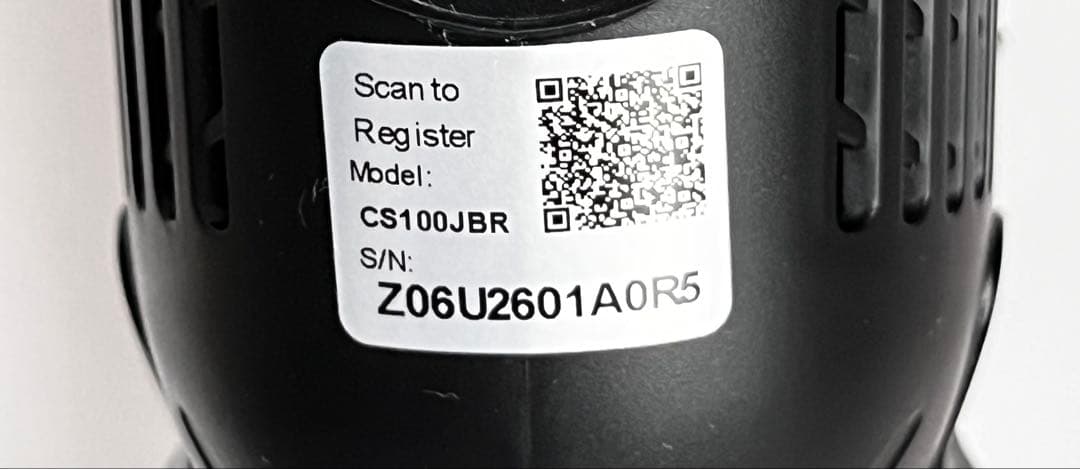 Scan to
Register
Model:
CS100JBR
S/N:
Z06U2601A0R5